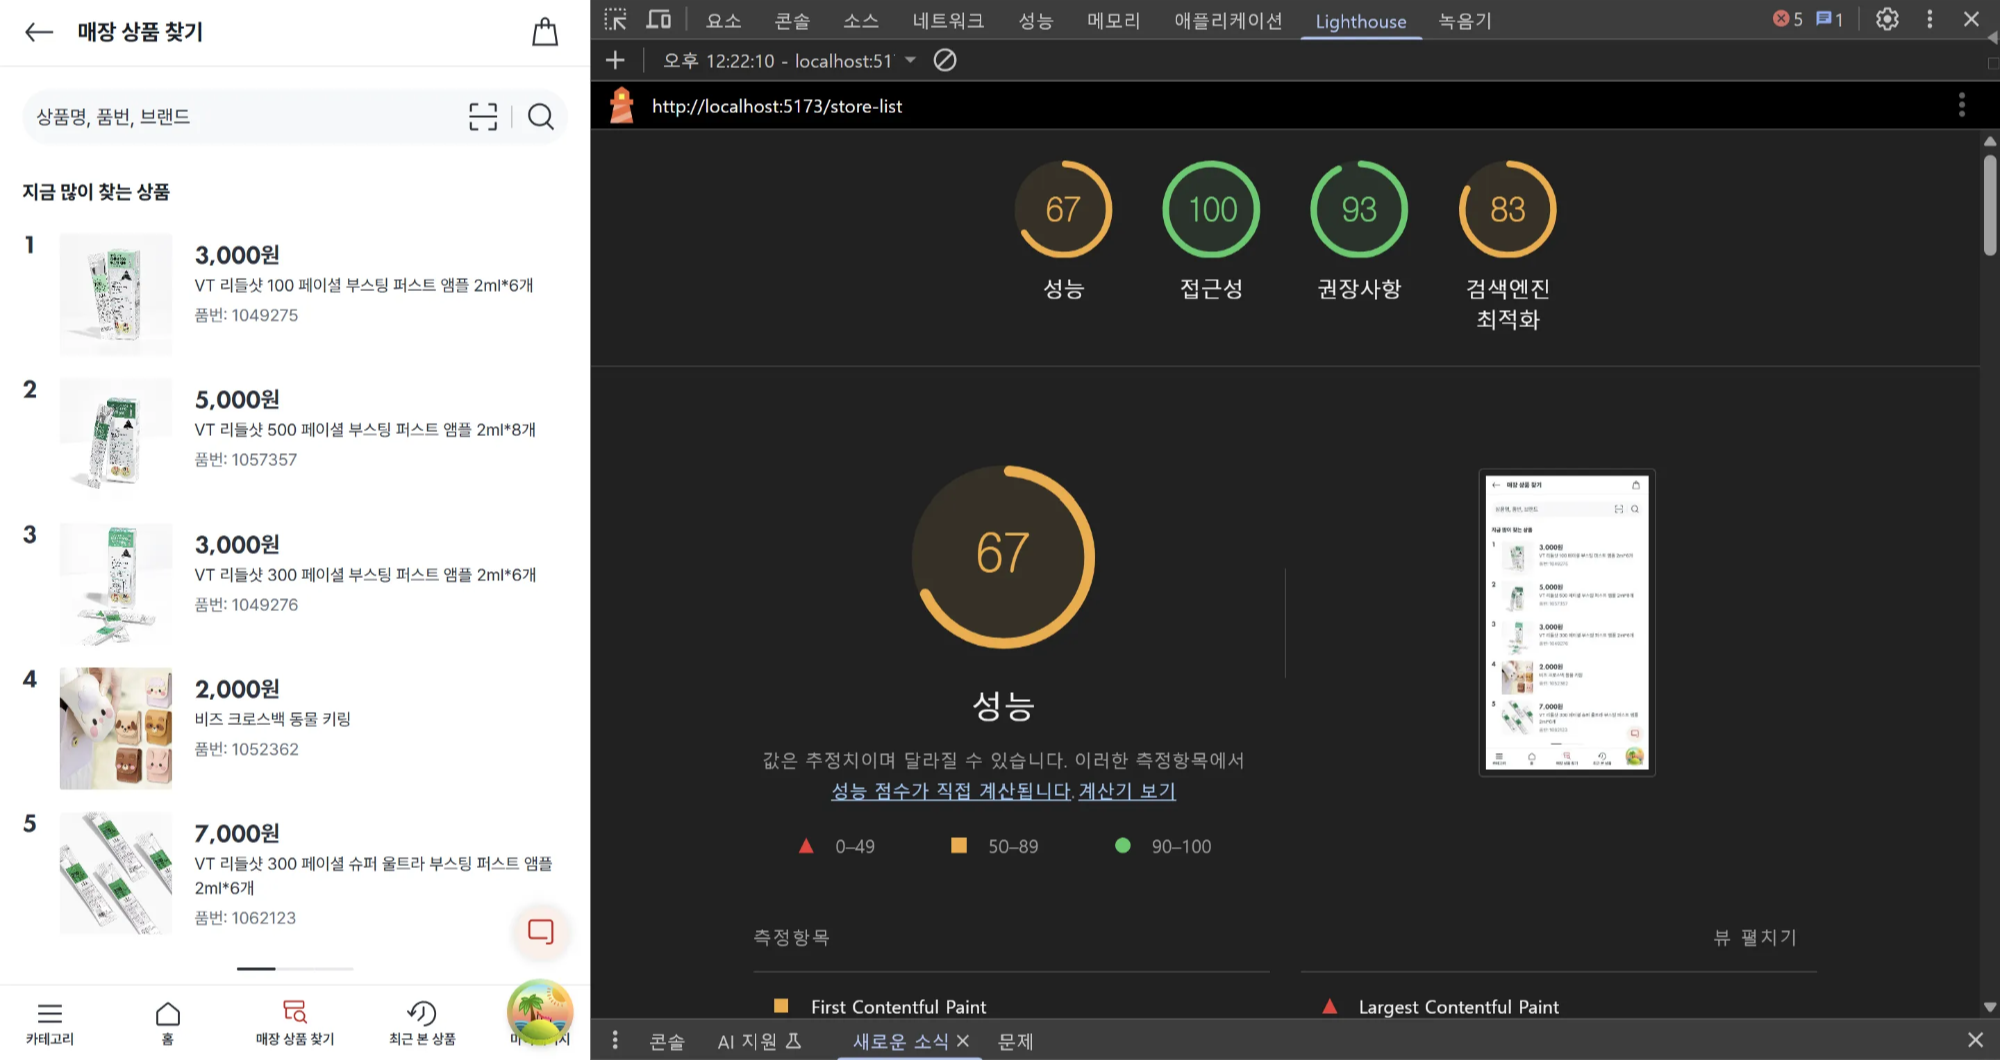 매장 상품 찾기
상품명, 품번, 브랜드
지금 많이 찾는 상품
1
3,000원
VT 리들샷 100 페이셜 부스팅 퍼스트 앰플 2ml*6개
품번: 1049275
2
5,000원
VT 리들샷 500 페이셜 부스팅 퍼스트 앰플 2ml*8개
품번: 1057357
3
3,000원
VT 리들샷 300 페이셜 부스팅 퍼스트 앰플 2ml*6개
품번: 1049276
4
2,000원
비즈 크로스백 동물 키링
품번: 1052362
5
7,000원
VT 리들샷 300 페이셜 슈퍼 울트라 부스팅 퍼스트 앰플
2ml*6개
품번: 1062123
카테고리
홈
매장 상품 찾기
최근 본 상품
요소 콘솔 소스 네트워크 성능 메모리 애플리케이션 Lighthouse 녹음기 5 1
오후 12:22:10 - localhost:51
http://localhost:5173/store-list
67 100 93 83
성능 접근성 권장사항 검색엔진
최적화
67
성능
값은 추정치이며 달라질 수 있습니다. 이러한 측정항목에서
성능 점수가 직접 계산됩니다. 계산기 보기
0–49 50–89 90–100
측정항목 뷰 펼치기
First Contentful Paint Largest Contentful Paint
콘솔 AI 지원 새로운 소식 문제